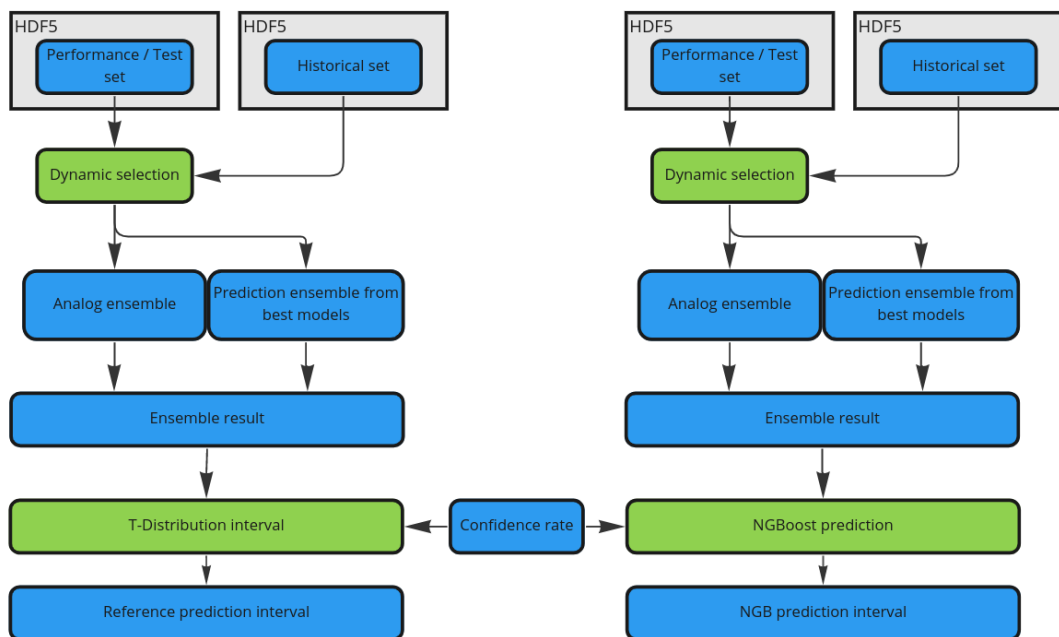 HDF5
HDF5
HDF5
HDF5
Performance / Test
set
Historical set
Performance / Test
set
Historical set
Dynamic selection
Dynamic selection
Analog ensemble
Prediction ensemble from
best models
Analog ensemble
Prediction ensemble from
best models
Ensemble result
Ensemble result
T-Distribution interval
Confidence rate
NGBoost prediction
Reference prediction interval
NGB prediction interval